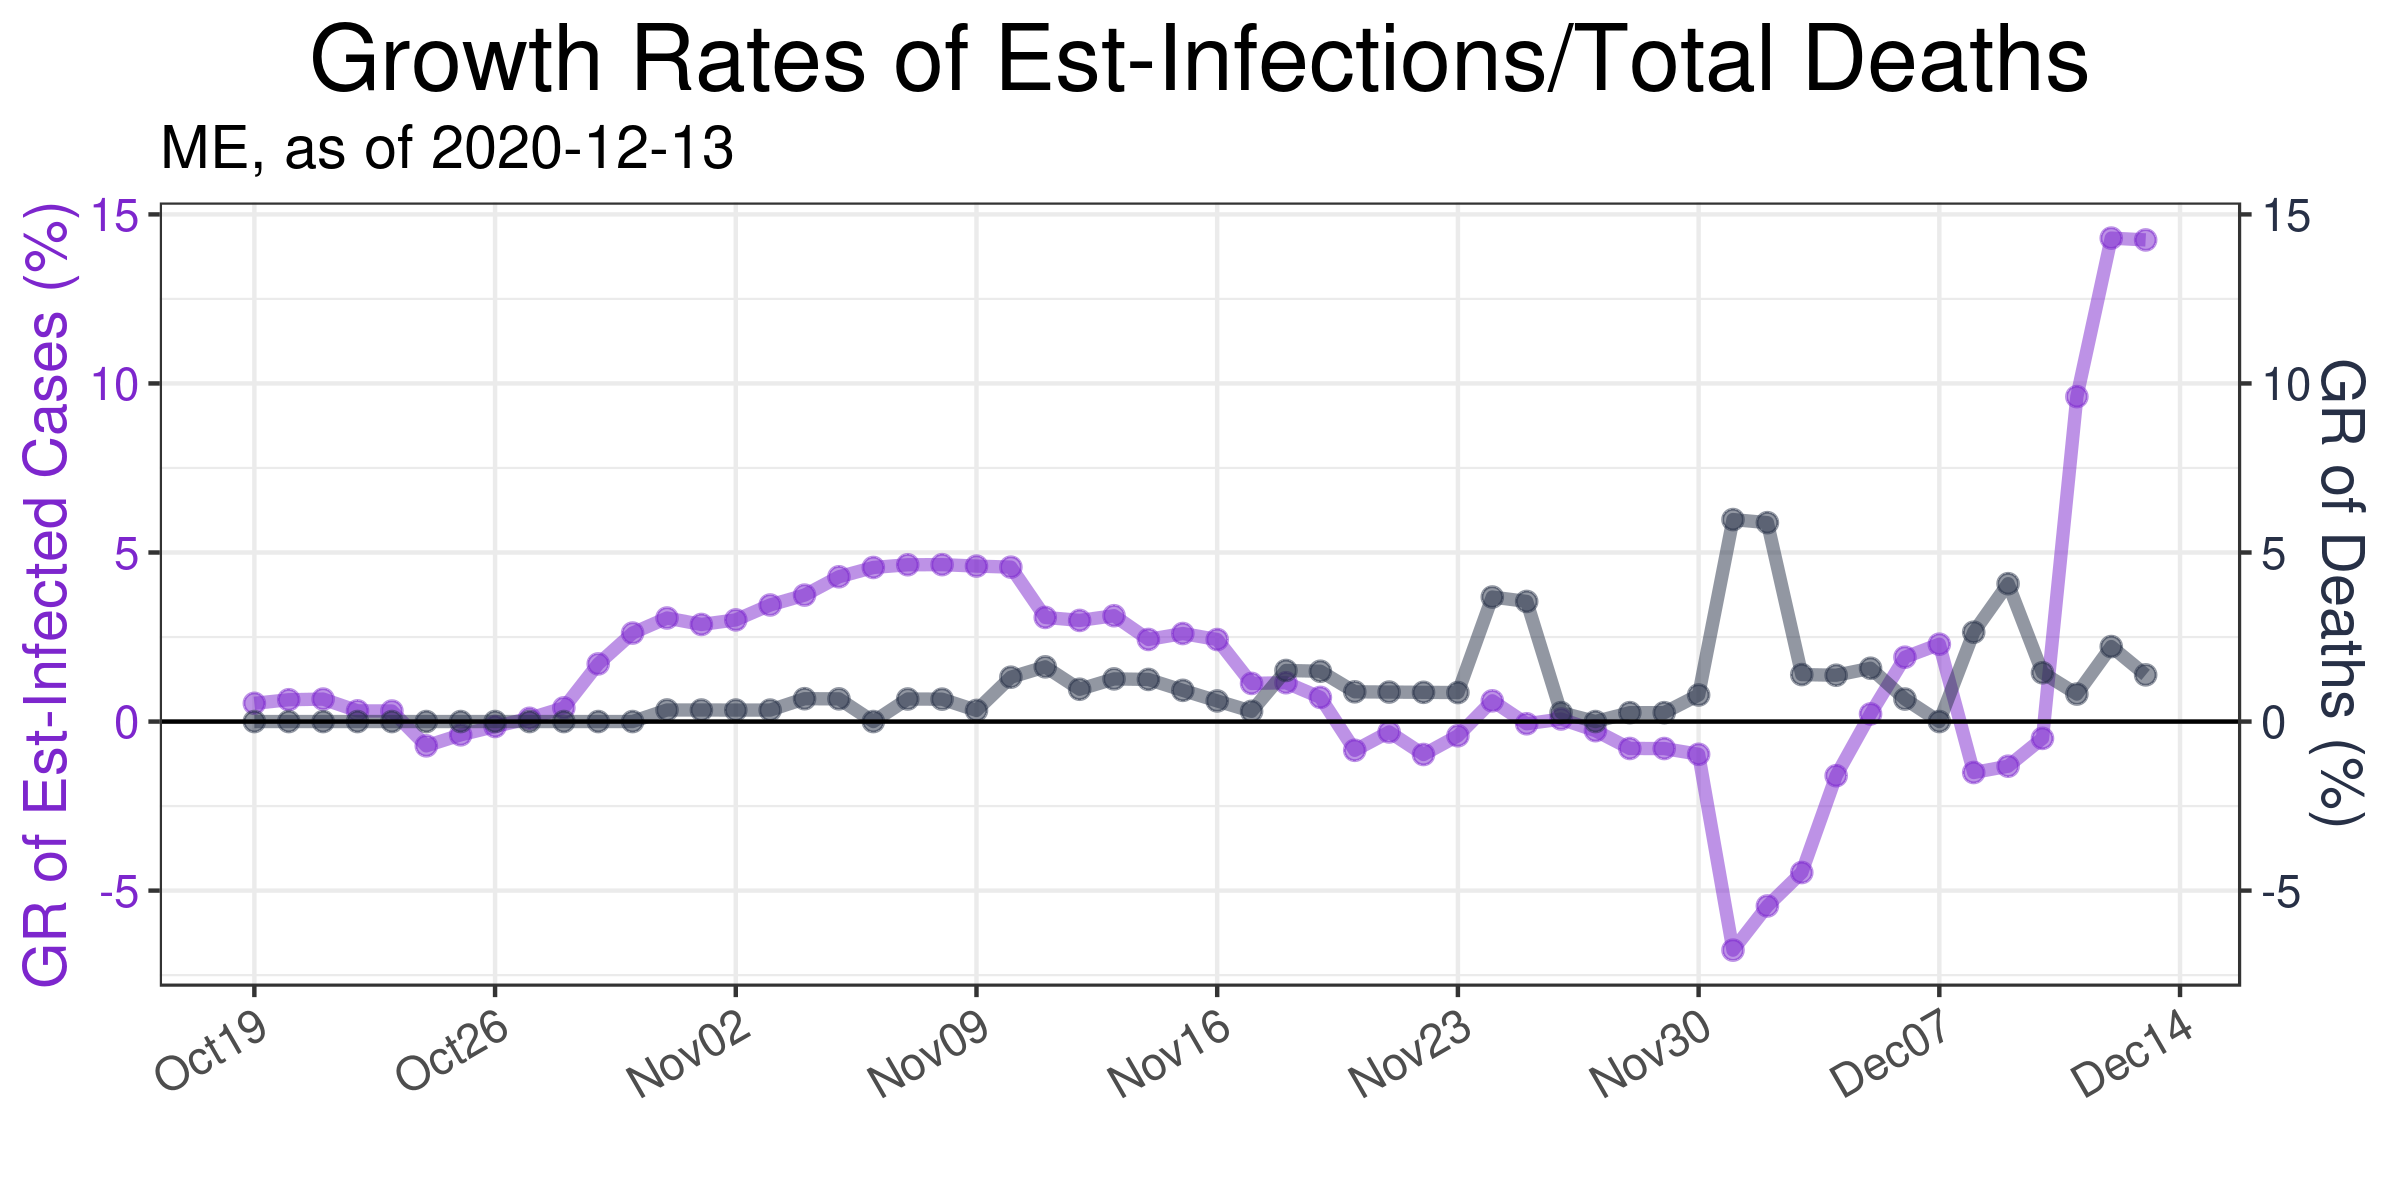 Growth Rates of Est-Infections/Total Deaths
ME, as of 2020-12-13
GR of Est-Infected Cases (%)
15
10
5
0
-5
15
10
5
0
-5
GR of Deaths (%)
Oct19
Oct26
Nov02
Nov09
Nov16
Nov23
Nov30
Dec07
Dec14